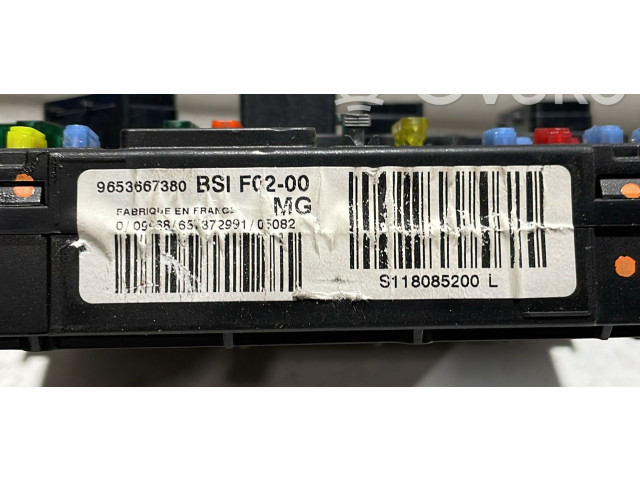 9653667380 BSI F02-00
MG
FABRIQUE EN FRANCE
S118085200 L